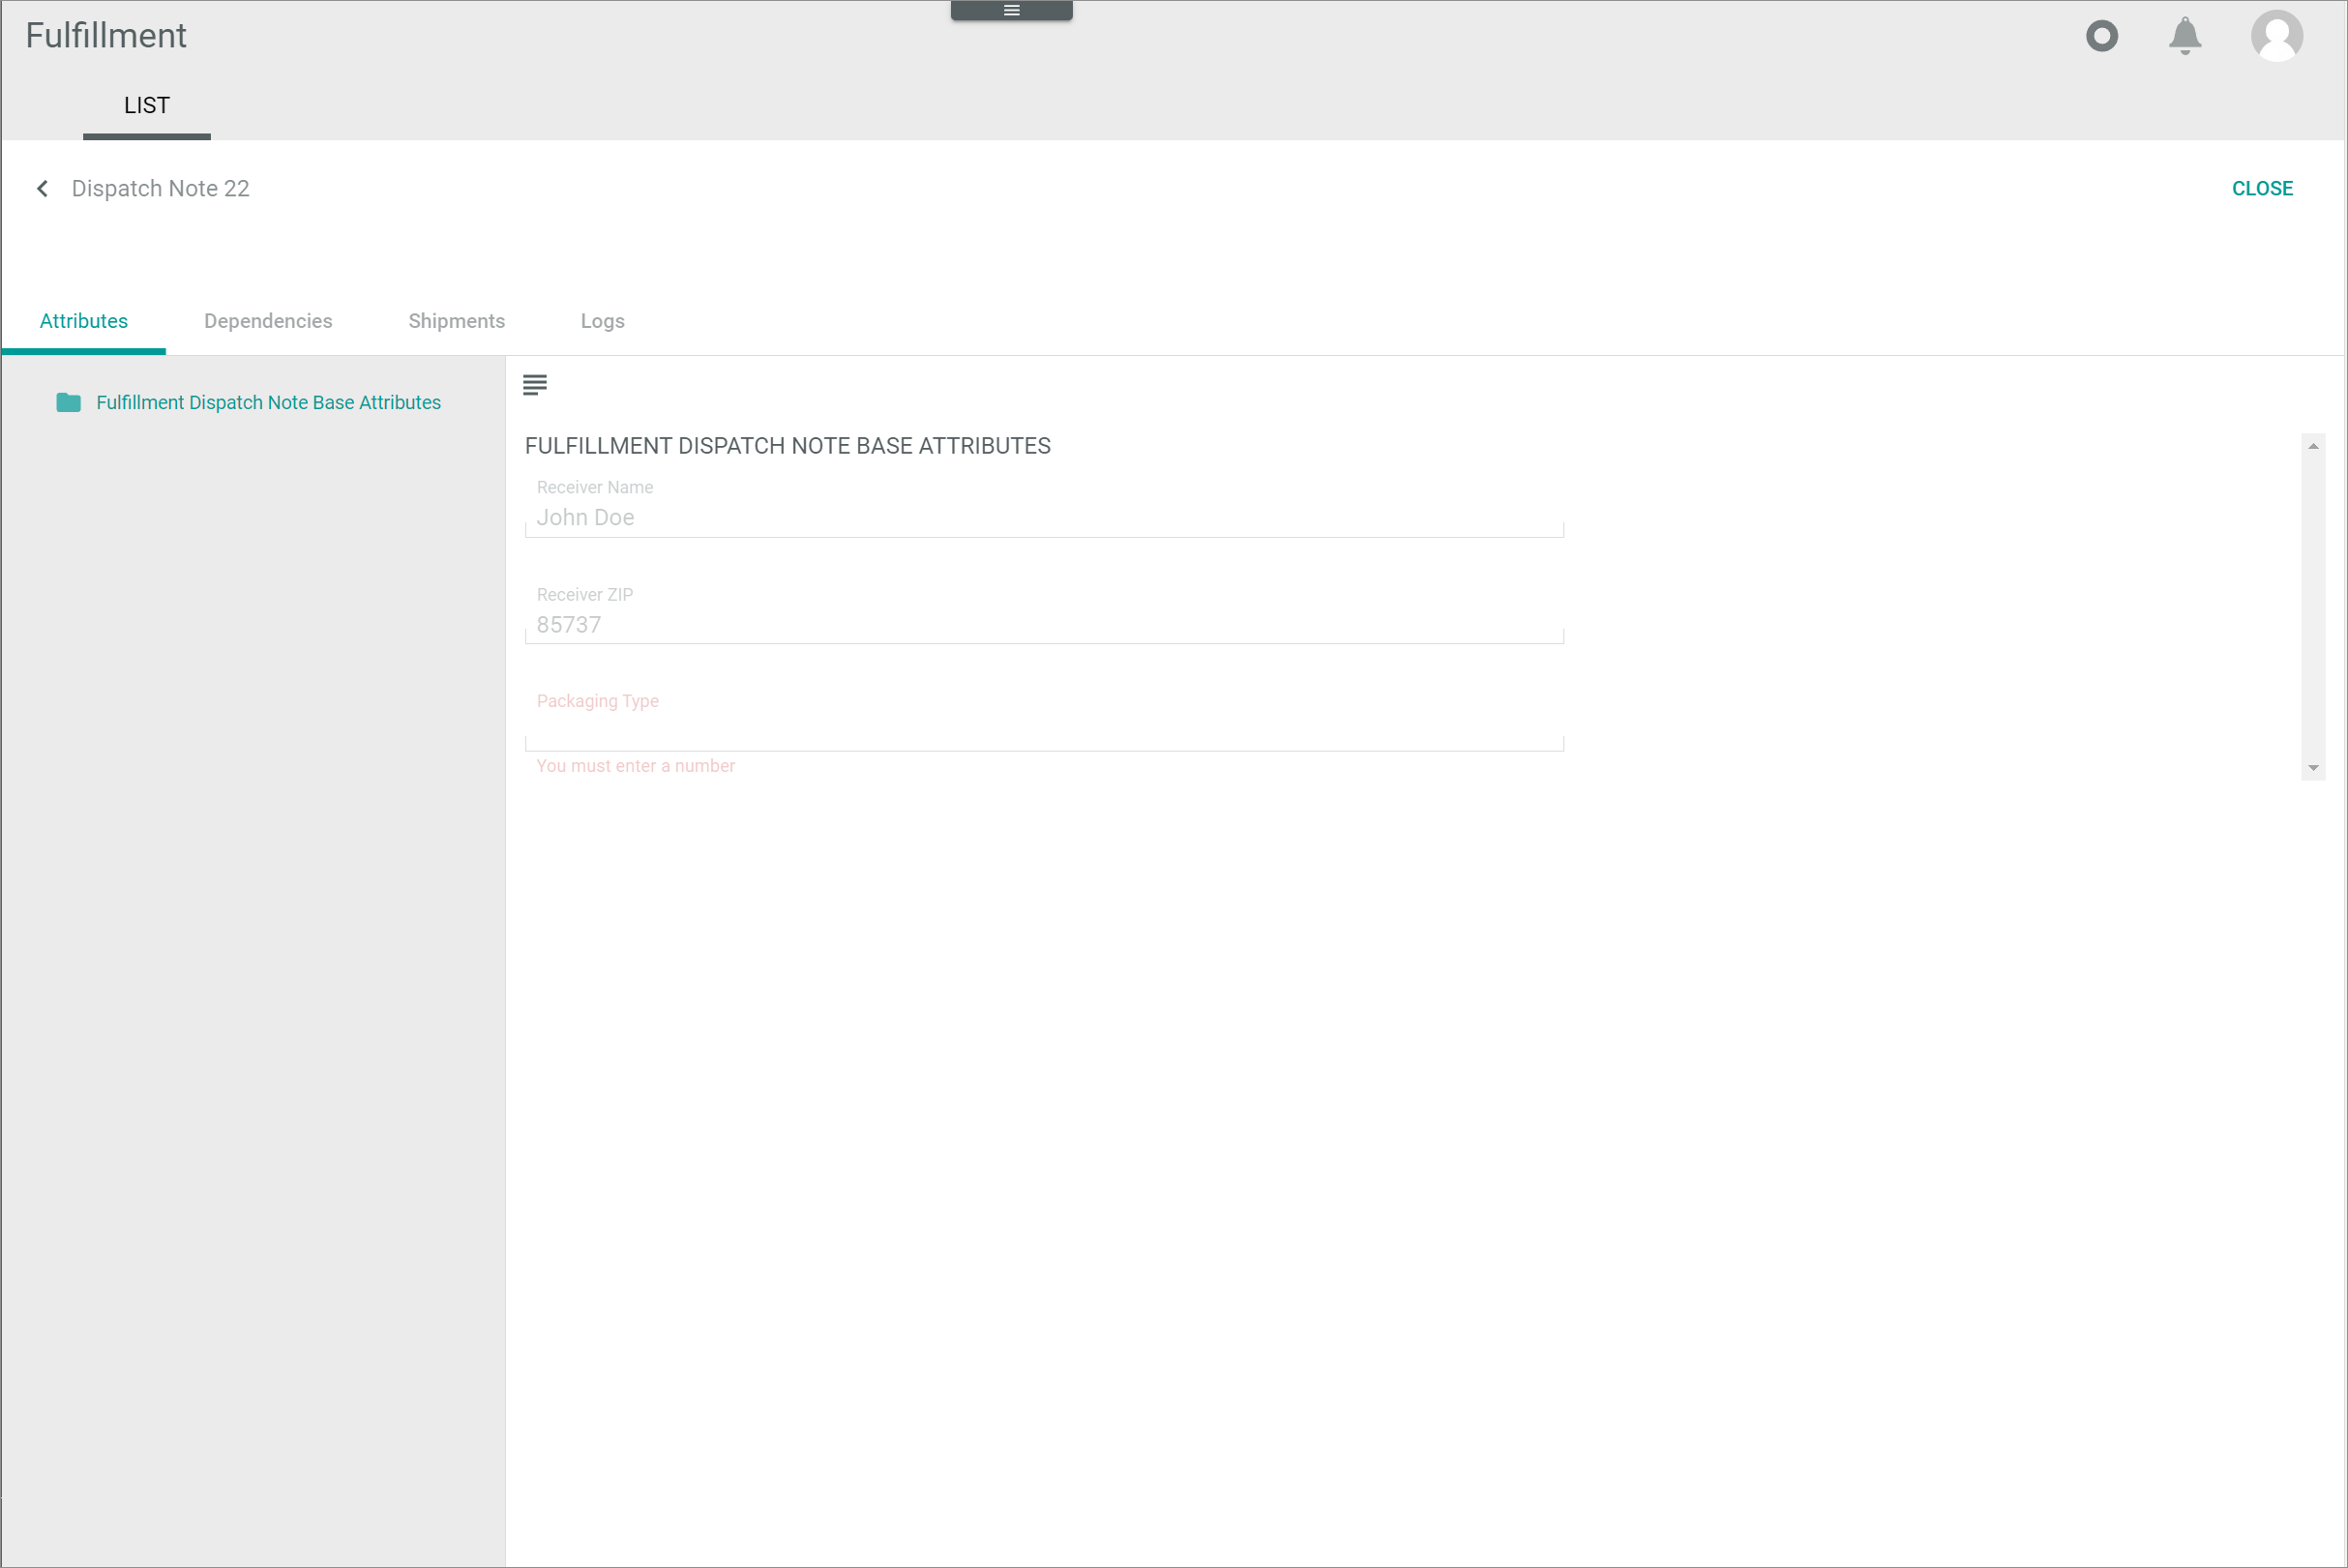 Fulfillment
LIST
Dispatch Note 22
CLOSE
Attributes
Dependencies
Shipments
Logs
Fulfillment Dispatch Note Base Attributes
FULFILLMENT DISPATCH NOTE BASE ATTRIBUTES
Receiver Name
John Doe
Receiver ZIP
85737
Packaging Type
You must enter a number